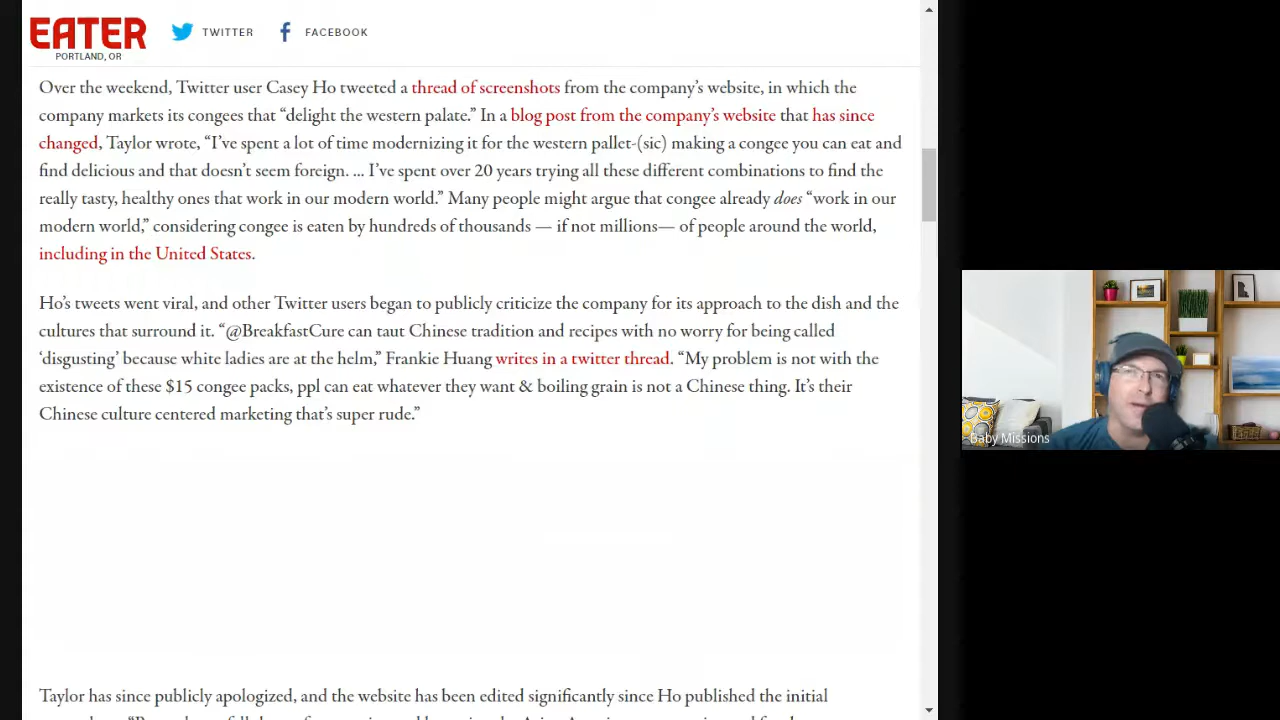 EATER
PORTLAND, OR
TWITTER
FACEBOOK
Over the weekend, Twitter user Casey Ho tweeted a thread of screenshots from the company’s website, in which the
company markets its congees that “delight the western palate.” In a blog post from the company’s website that has since
changed, Taylor wrote, “I’ve spent a lot of time modernizing it for the western pallet-(sic) making a congee you can eat and
find delicious and that doesn’t seem foreign. ... I’ve spent over 20 years trying all these different combinations to find the
really tasty, healthy ones that work in our modern world.” Many people might argue that congee already does “work in our
modern world,” considering congee is eaten by hundreds of thousands — if not millions— of people around the world,
including in the United States.
Ho’s tweets went viral, and other Twitter users began to publicly criticize the company for its approach to the dish and the
cultures that surround it. “@BreakfastCure can taut Chinese tradition and recipes with no worry for being called
‘disgusting’ because white ladies are at the helm,” Frankie Huang writes in a twitter thread. “My problem is not with the
existence of these $15 congee packs, ppl can eat whatever they want & boiling grain is not a Chinese thing. It’s their
Chinese culture centered marketing that’s super rude.”
Baby Missions
Taylor has since publicly apologized, and the website has been edited significantly since Ho published the initial